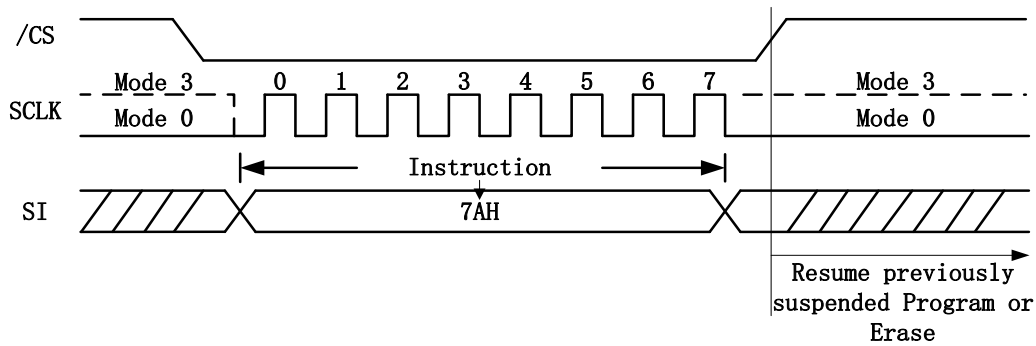 /CS
Mode 3 0 1 2 3 4 5 6 7 Mode 3
SCLK
Mode 0 Mode 0
Instruction
SI 7AH
Resume previously
suspended Program or
Erase